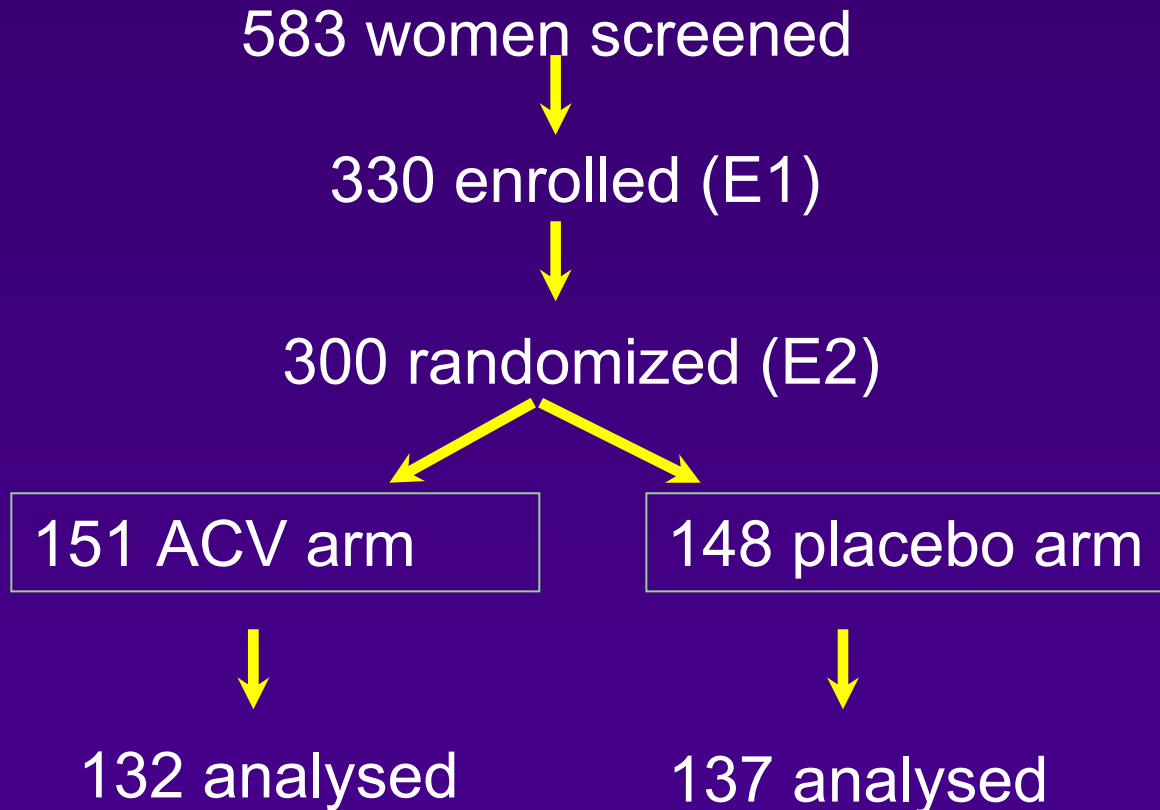 583 women screened
330 enrolled (E1)
300 randomized (E2)
151 ACV arm
148 placebo arm
132 analysed
137 analysed